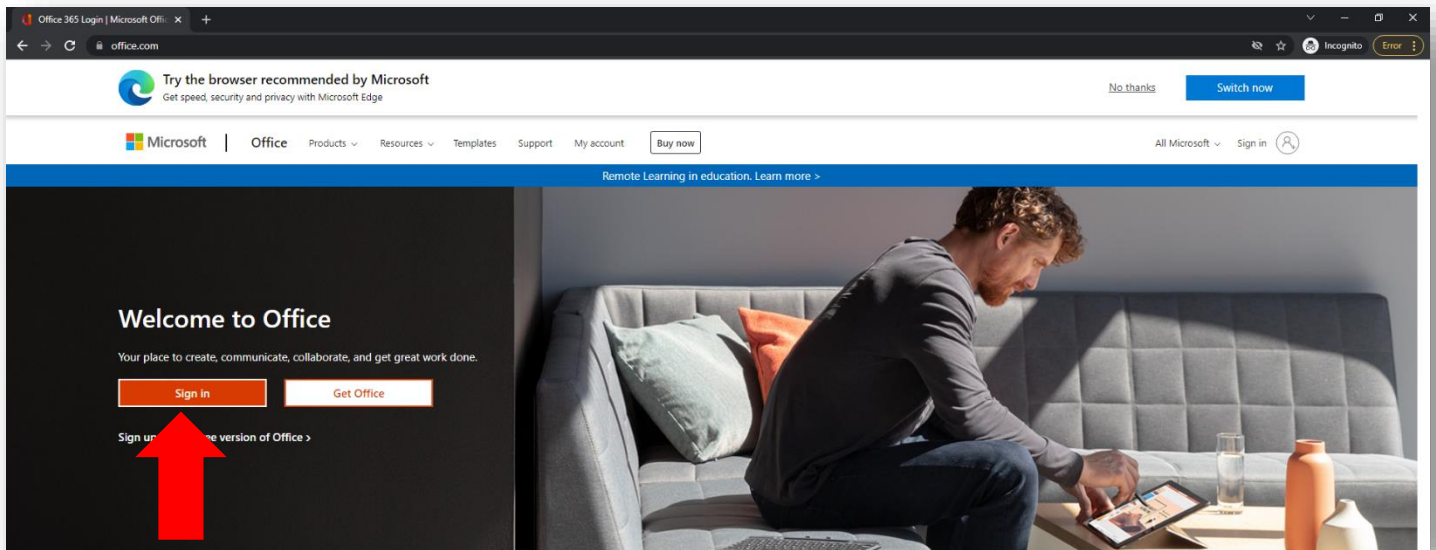 Office 365 Login | Microsoft Offic
office.com
Incognito
Error
Try the browser recommended by Microsoft
Get speed, security and privacy with Microsoft Edge
No thanks
Switch now
Microsoft
Office
Products
Resources
Templates
Support
My account
Buy now
All Microsoft
Sign in
Remote Learning in education. Learn more >
Welcome to Office
Your place to create, communicate, collaborate, and get great work done.
Sign in
Get Office
Sign version of Office >